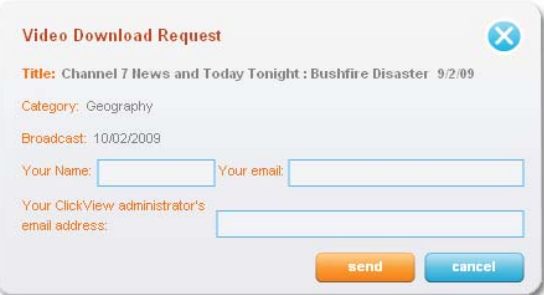 Video Download Request
Title: Channel 7 News and Today Tonight : Bushfire Disaster 9/2/09
Category: Geography
Broadcast: 10/02/2009
Your Name: Your email:
Your ClickView administrator's
email address:
send cancel